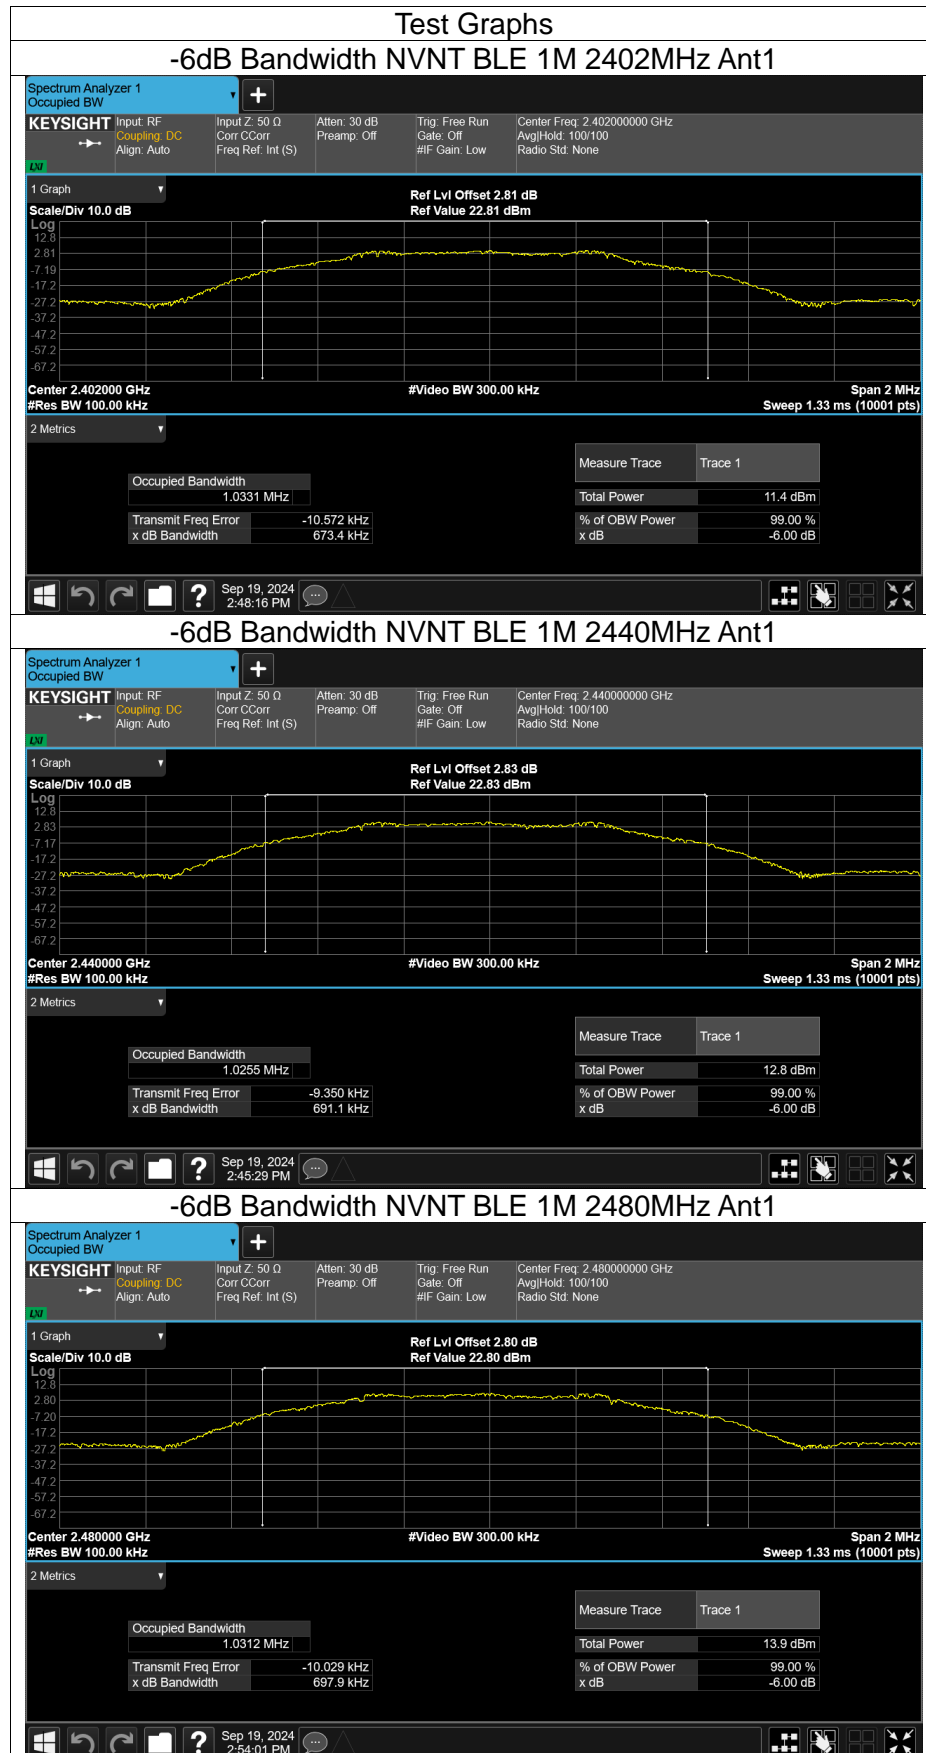 Test Graphs
-6dB Bandwidth NVNT BLE 1M 2402MHz Ant1
Spectrum Analyzer 1
Occupied BW
+
KEYSIGHT Input: RF Input Z: 50 Ω Atten: 30 dB Trig: Free Run Center Freq: 2.402000000 GHz
Coupling: DC Corr CCorr Preamp: Off Gate: Off Avg|Hold: 100/100
Align: Auto Freq Ref: Int (S) #IF Gain: Low Radio Std: None
LXI
1 Graph
Ref Lvl Offset 2.81 dB
Scale/Div 10.0 dB Ref Value 22.81 dBm
Log
12.8
2.81
-7.19
-17.2
-27.2
-37.2
-47.2
-57.2
-67.2
Center 2.402000 GHz #Video BW 300.00 kHz Span 2 MHz
#Res BW 100.00 kHz Sweep 1.33 ms (10001 pts)
2 Metrics
Measure Trace Trace 1
Occupied Bandwidth
1.0331 MHz Total Power 11.4 dBm
Transmit Freq Error -10.572 kHz % of OBW Power 99.00 %
x dB Bandwidth 673.4 kHz x dB -6.00 dB
? Sep 19, 2024
2:48:16 PM
-6dB Bandwidth NVNT BLE 1M 2440MHz Ant1
Spectrum Analyzer 1
Occupied BW
+
KEYSIGHT Input: RF Input Z: 50 Ω Atten: 30 dB Trig: Free Run Center Freq: 2.440000000 GHz
Coupling: DC Corr CCorr Preamp: Off Gate: Off Avg|Hold: 100/100
Align: Auto Freq Ref: Int (S) #IF Gain: Low Radio Std: None
LXI
1 Graph
Ref Lvl Offset 2.83 dB
Scale/Div 10.0 dB Ref Value 22.83 dBm
Log
12.8
2.83
-7.17
-17.2
-27.2
-37.2
-47.2
-57.2
-67.2
Center 2.440000 GHz #Video BW 300.00 kHz Span 2 MHz
#Res BW 100.00 kHz Sweep 1.33 ms (10001 pts)
2 Metrics
Measure Trace Trace 1
Occupied Bandwidth
1.0255 MHz Total Power 12.8 dBm
Transmit Freq Error -9.350 kHz % of OBW Power 99.00 %
x dB Bandwidth 691.1 kHz x dB -6.00 dB
? Sep 19, 2024
2:45:29 PM
-6dB Bandwidth NVNT BLE 1M 2480MHz Ant1
Spectrum Analyzer 1
Occupied BW
+
KEYSIGHT Input: RF Input Z: 50 Ω Atten: 30 dB Trig: Free Run Center Freq: 2.480000000 GHz
Coupling: DC Corr CCorr Preamp: Off Gate: Off Avg|Hold: 100/100
Align: Auto Freq Ref: Int (S) #IF Gain: Low Radio Std: None
LXI
1 Graph
Ref Lvl Offset 2.80 dB
Scale/Div 10.0 dB Ref Value 22.80 dBm
Log
12.8
2.80
-7.20
-17.2
-27.2
-37.2
-47.2
-57.2
-67.2
Center 2.480000 GHz #Video BW 300.00 kHz Span 2 MHz
#Res BW 100.00 kHz Sweep 1.33 ms (10001 pts)
2 Metrics
Measure Trace Trace 1
Occupied Bandwidth
1.0312 MHz Total Power 13.9 dBm
Transmit Freq Error -10.029 kHz % of OBW Power 99.00 %
x dB Bandwidth 697.9 kHz x dB -6.00 dB
? Sep 19, 2024
2:54:01 PM